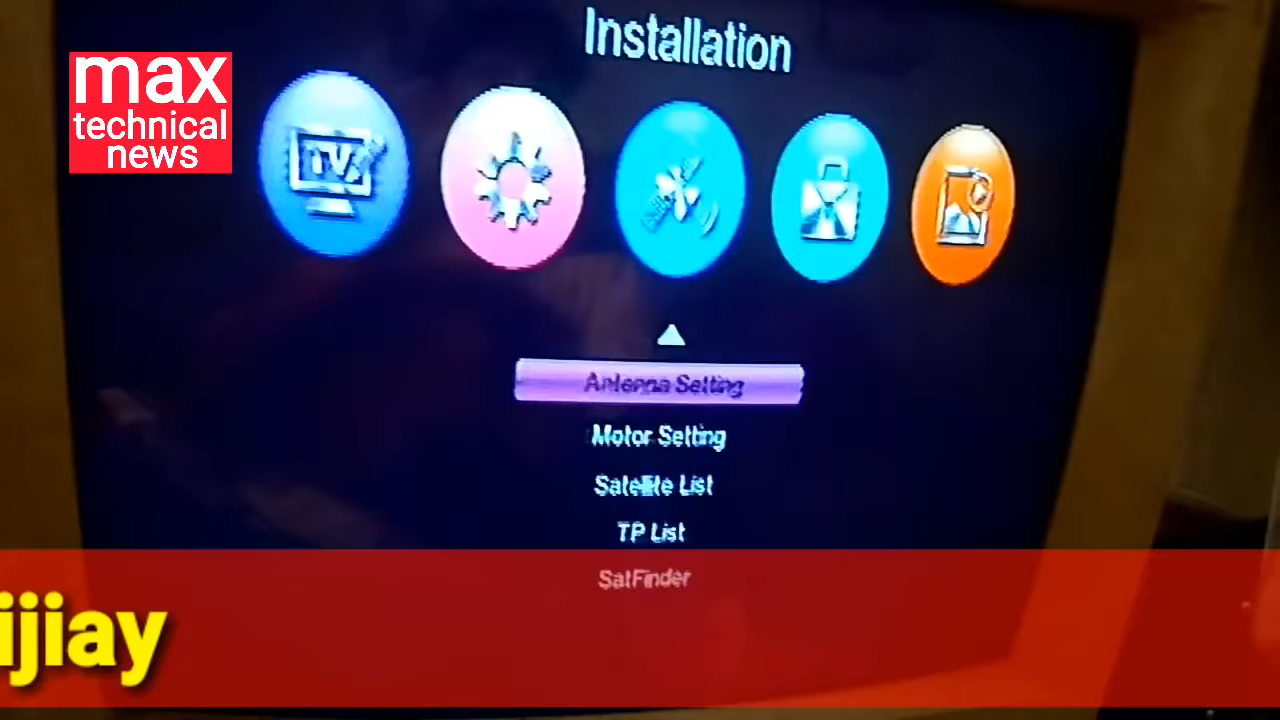 Installation
max
technical
news
TV
Antenna Setting
Motor Setting
Satellite List
TP List
SatFinder
ijiay